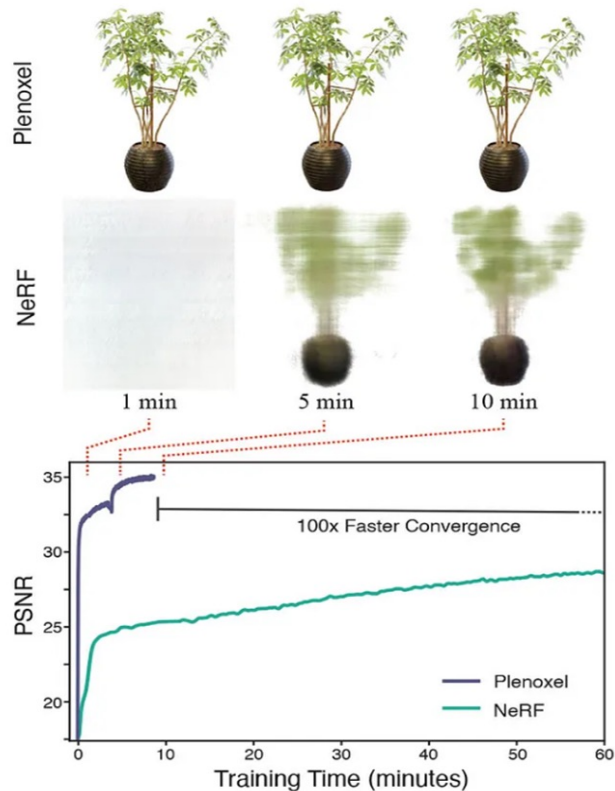 Plenoxel
NeRF
1 min 5 min 10 min
35
30
25
20
PSNR
100x Faster Convergence
Plenoxel
NeRF
0 10 20 30 40 50 60
Training Time (minutes)